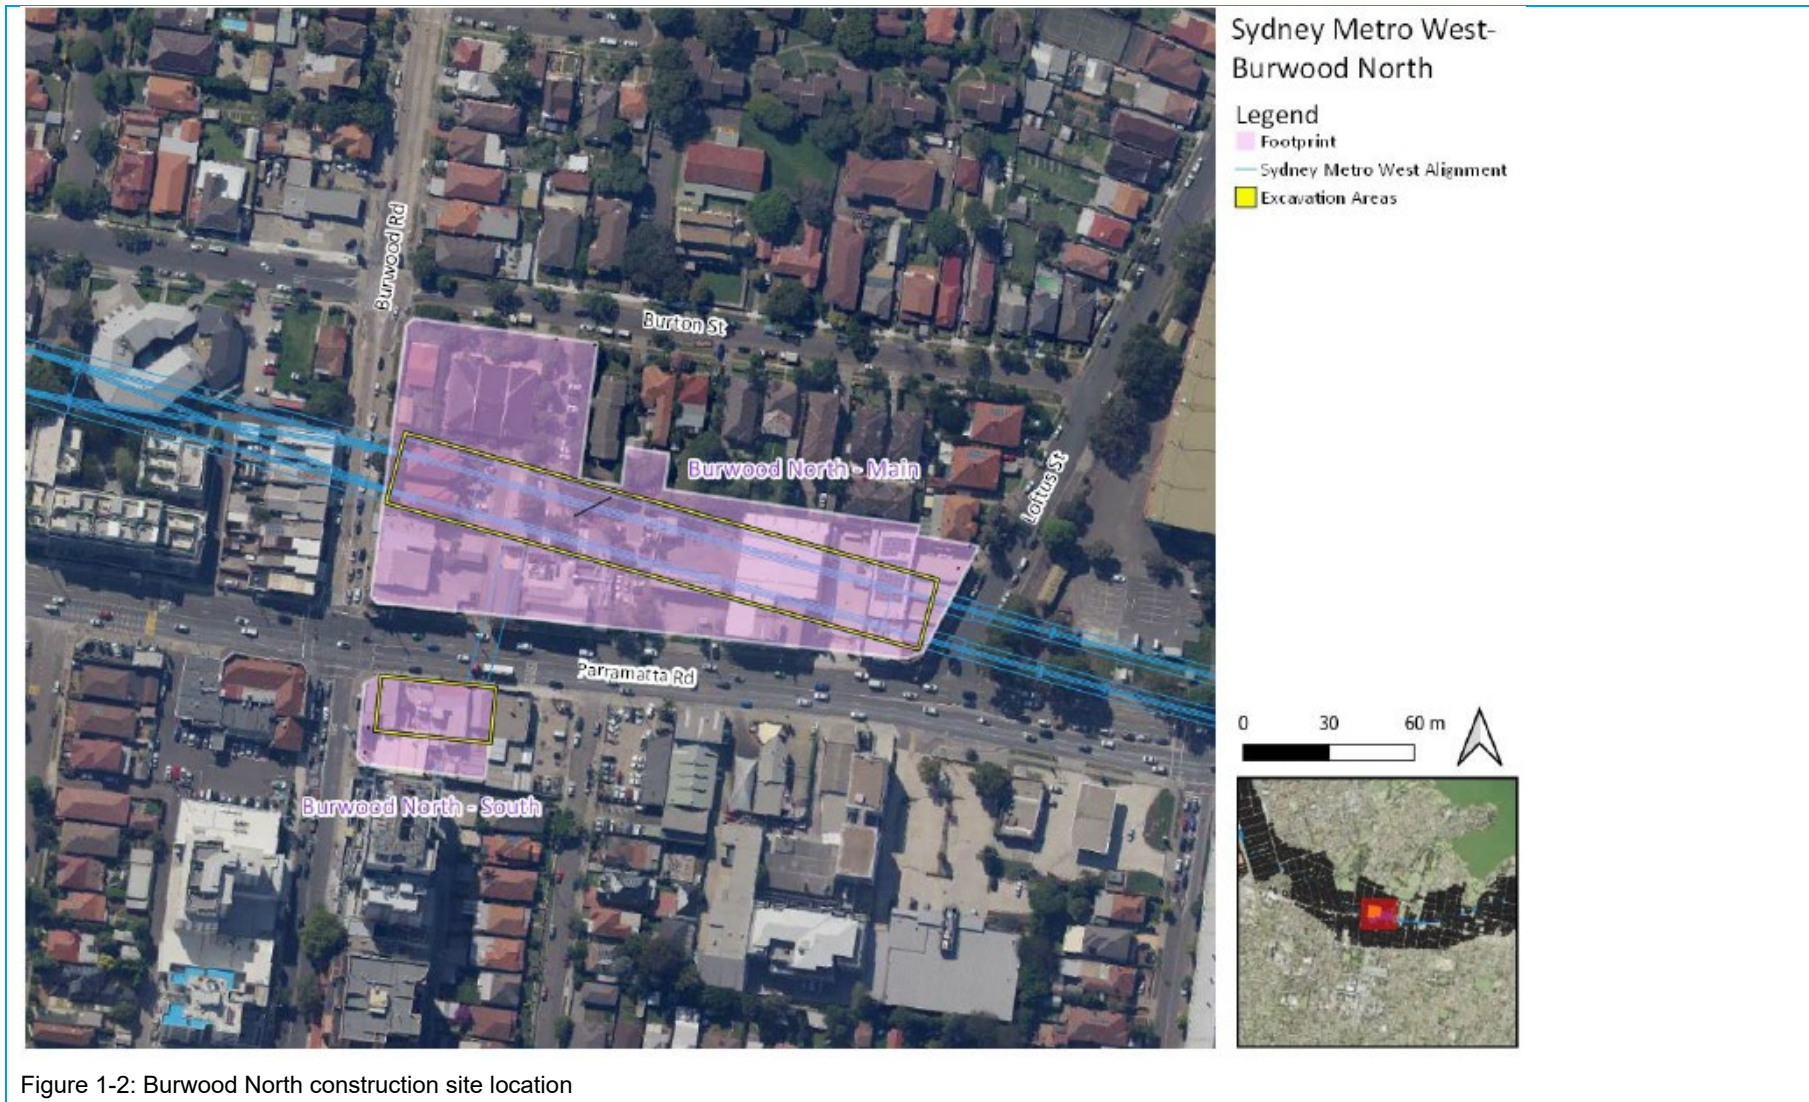 Sydney Metro West-
Burwood North
Legend
Footprint
Sydney Metro West Alignment
Excavation Areas
Burwood Rd
Burton St
Burwood North - Main
Loftus St
Parramatta Rd
Burwood North - South
0 30 60 m
Figure 1-2: Burwood North construction site location